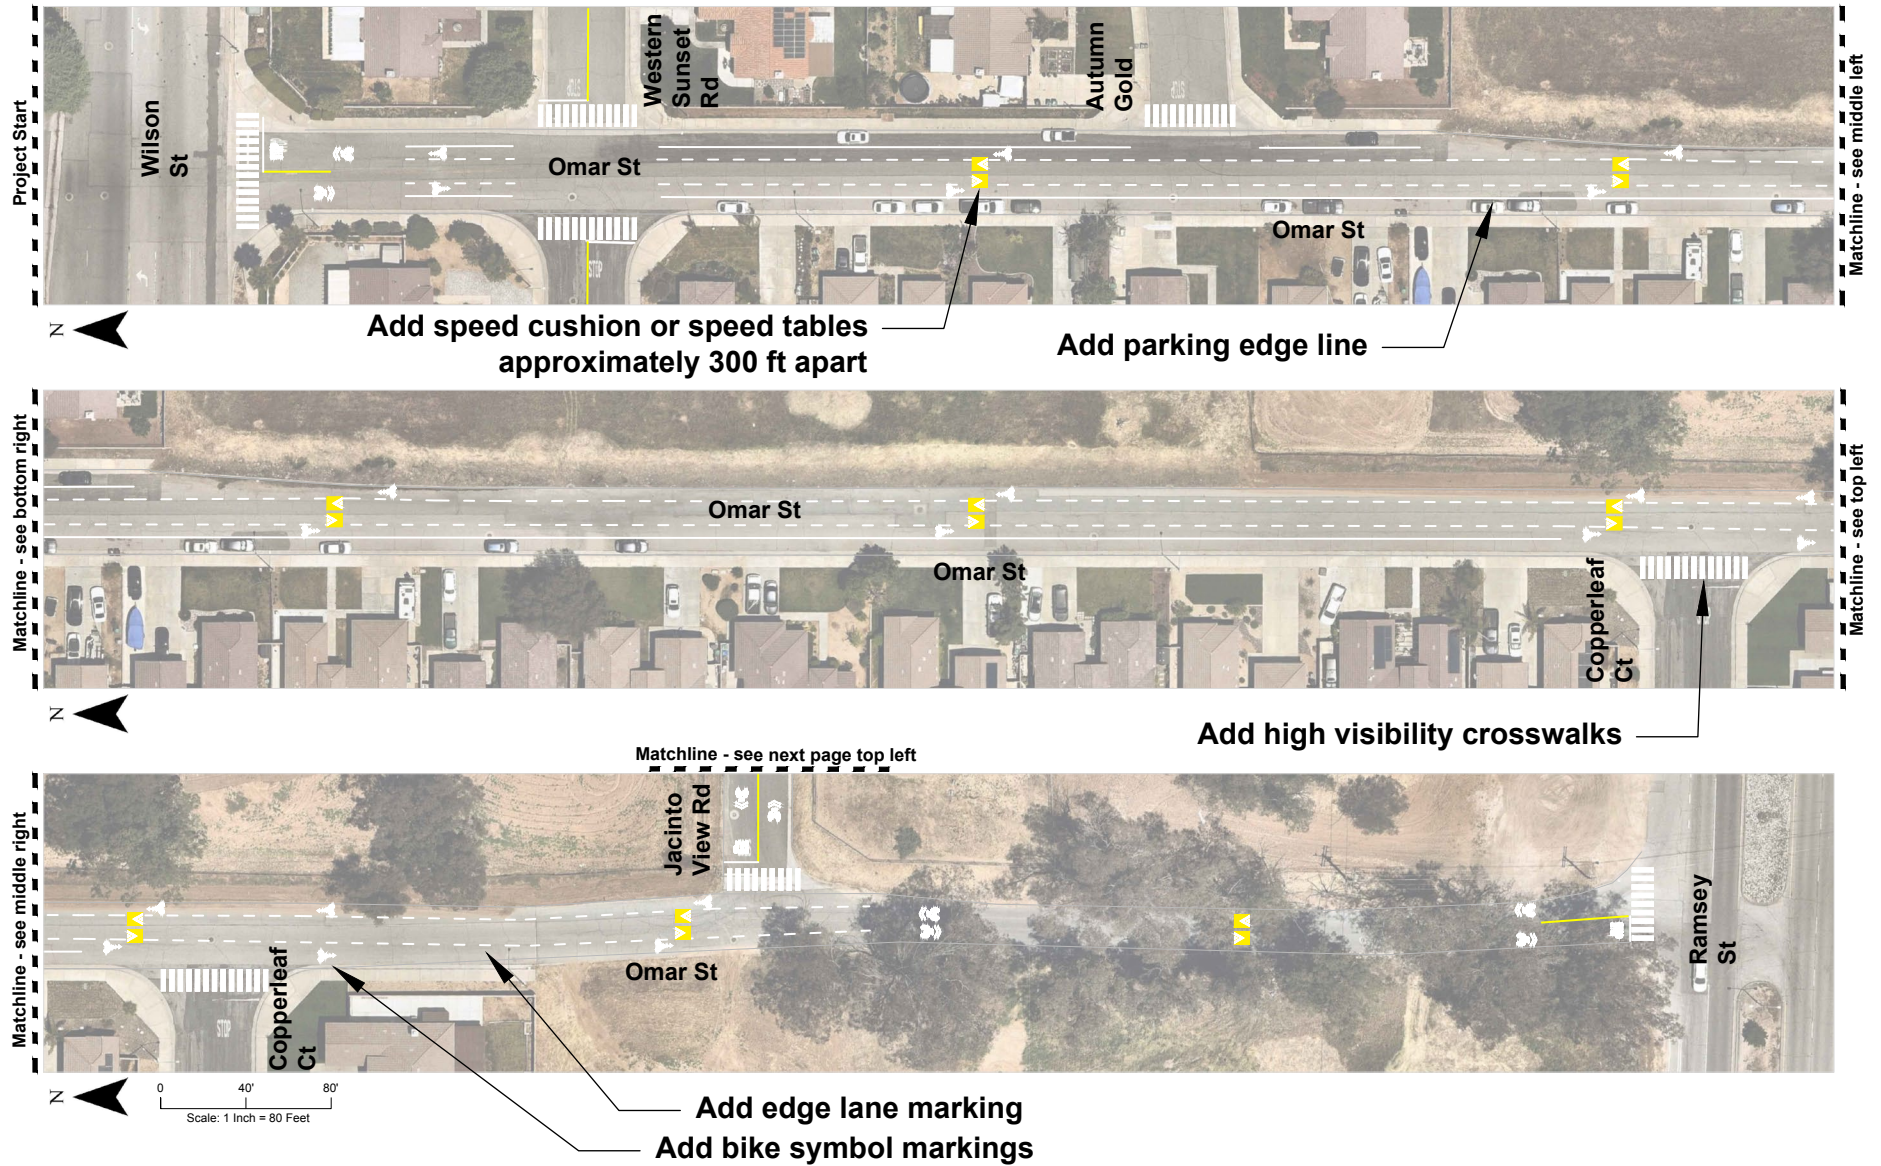 Project Start
Wilson
St
Western
Sunset
Rd
Autumn
Gold
STOP
STOP
STOP
Omar St
Omar St
Matchline - see middle left
N
Add speed cushion or speed tables
approximately 300 ft apart
Add parking edge line
Matchline - see bottom right
Omar St
Omar St
Copperleaf
Ct
Matchline - see top left
N
Add high visibility crosswalks
Matchline - see next page top left
Matchline - see middle right
Jacinto
View Rd
STOP
Copperleaf
Ct
Omar St
Ramsey
St
N
0 40' 80'
Scale: 1 Inch = 80 Feet
Add edge lane marking
Add bike symbol markings